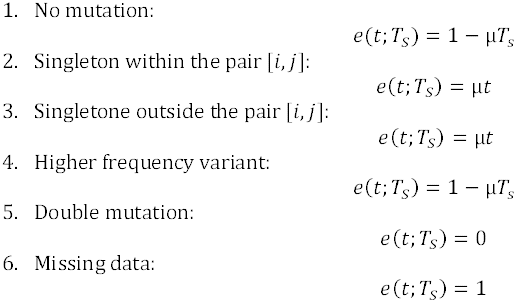 1. No mutation:
e(t; T_S) = 1 − μT_s
2. Singleton within the pair [i, j]:
e(t; T_S) = μt
3. Singletone outside the pair [i, j]:
e(t; T_S) = μt
4. Higher frequency variant:
e(t; T_S) = 1 − μT_s
5. Double mutation:
e(t; T_S) = 0
6. Missing data:
e(t; T_S) = 1